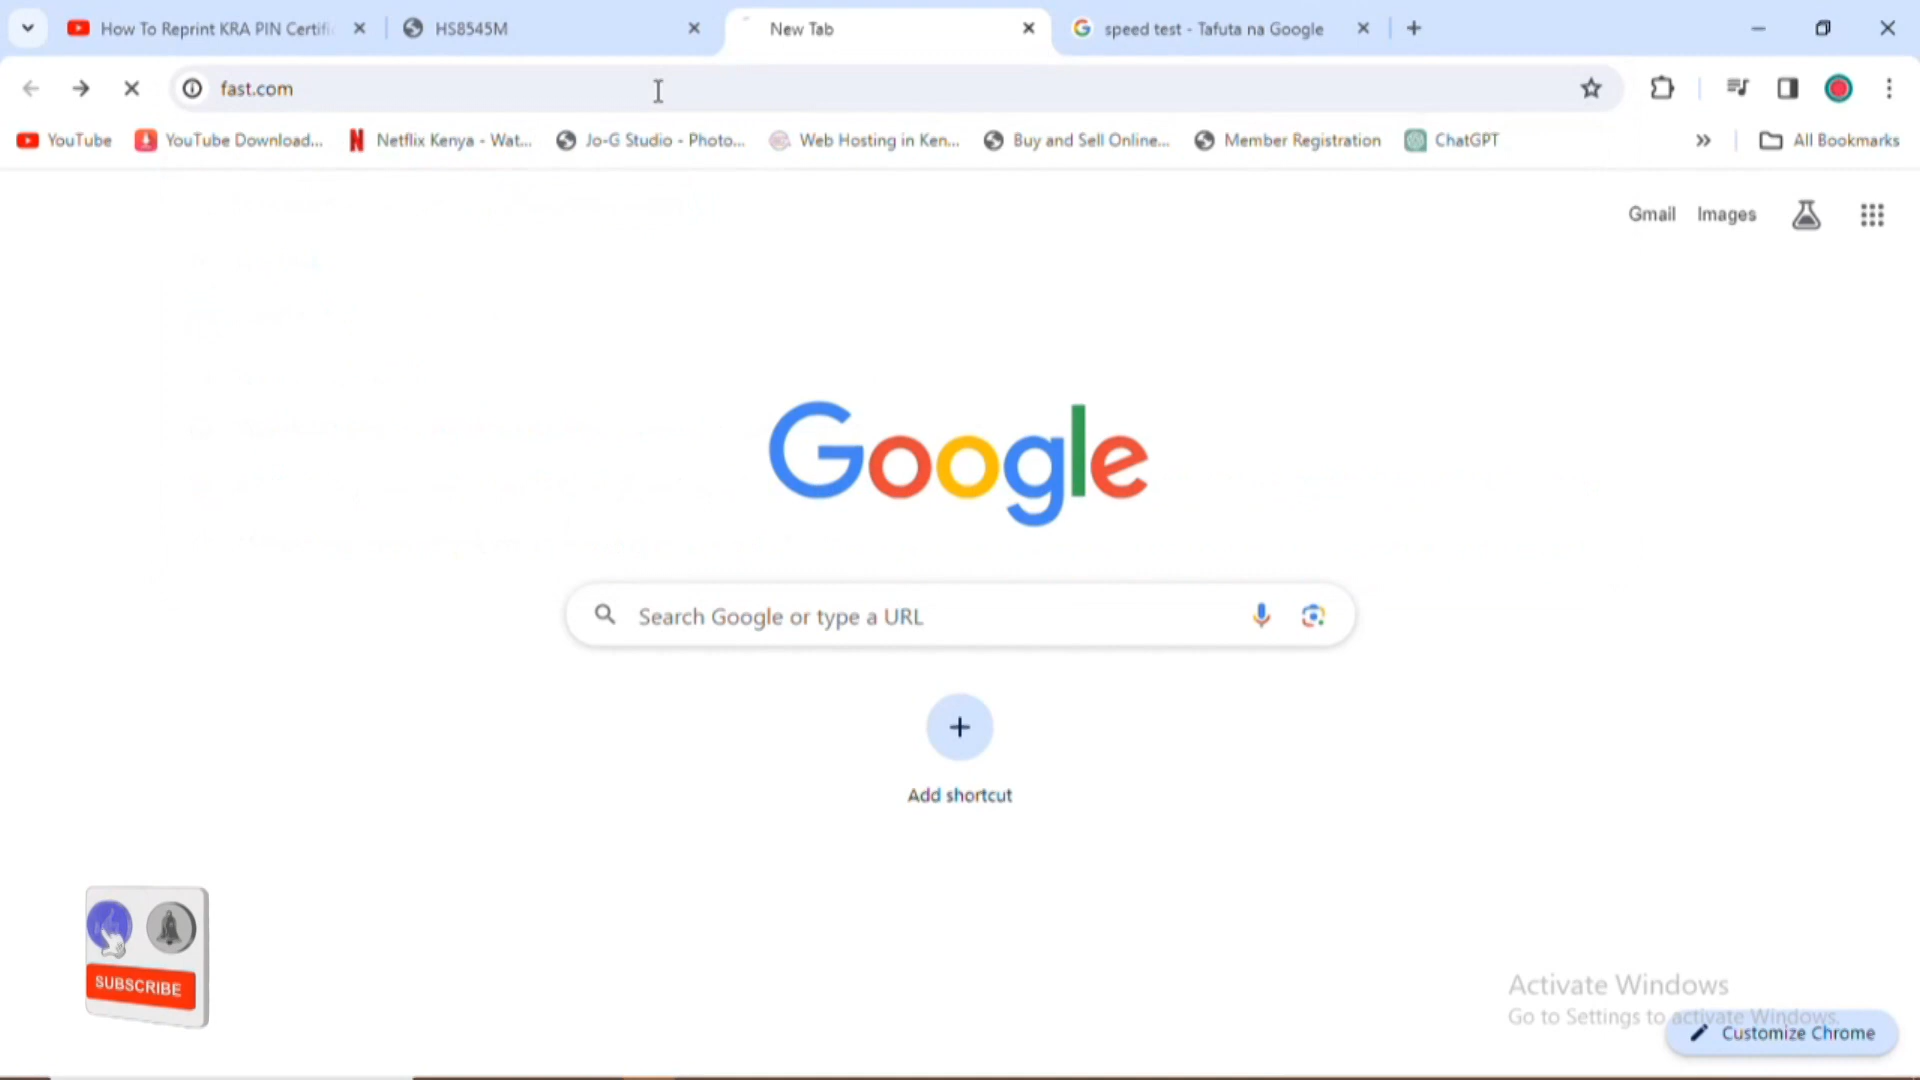 How To Reprint KRA PIN Certific
HS8545M
New Tab
speed test - Tafuta na Google
fast.com
YouTube
YouTube Download...
Netflix Kenya - Wat...
Jo-G Studio - Photo...
Web Hosting in Ken...
Buy and Sell Online...
Member Registration
ChatGPT
All Bookmarks
Gmail
Images
Google
Search Google or type a URL
Add shortcut
SUBSCRIBE
Activate Windows
Go to Settings to activate Windows.
Customize Chrome